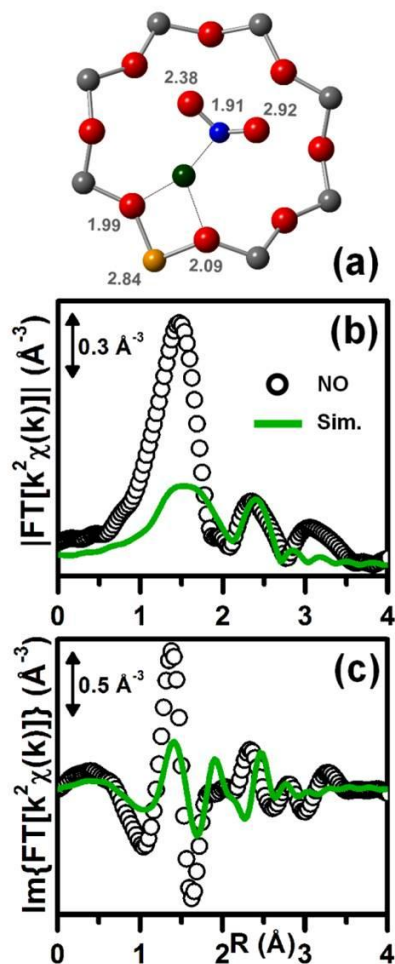 2.38
1.91
2.92
1.99
2.09
2.84
(a)
(b)
0.3 Å⁻³
NO
Sim.
|FT[k²χ(k)]| (Å⁻³)
0 1 2 3 4
(c)
0.5 Å⁻³
Im{FT[k²χ(k)]} (Å⁻³)
0 1 2 3 4
R (Å)